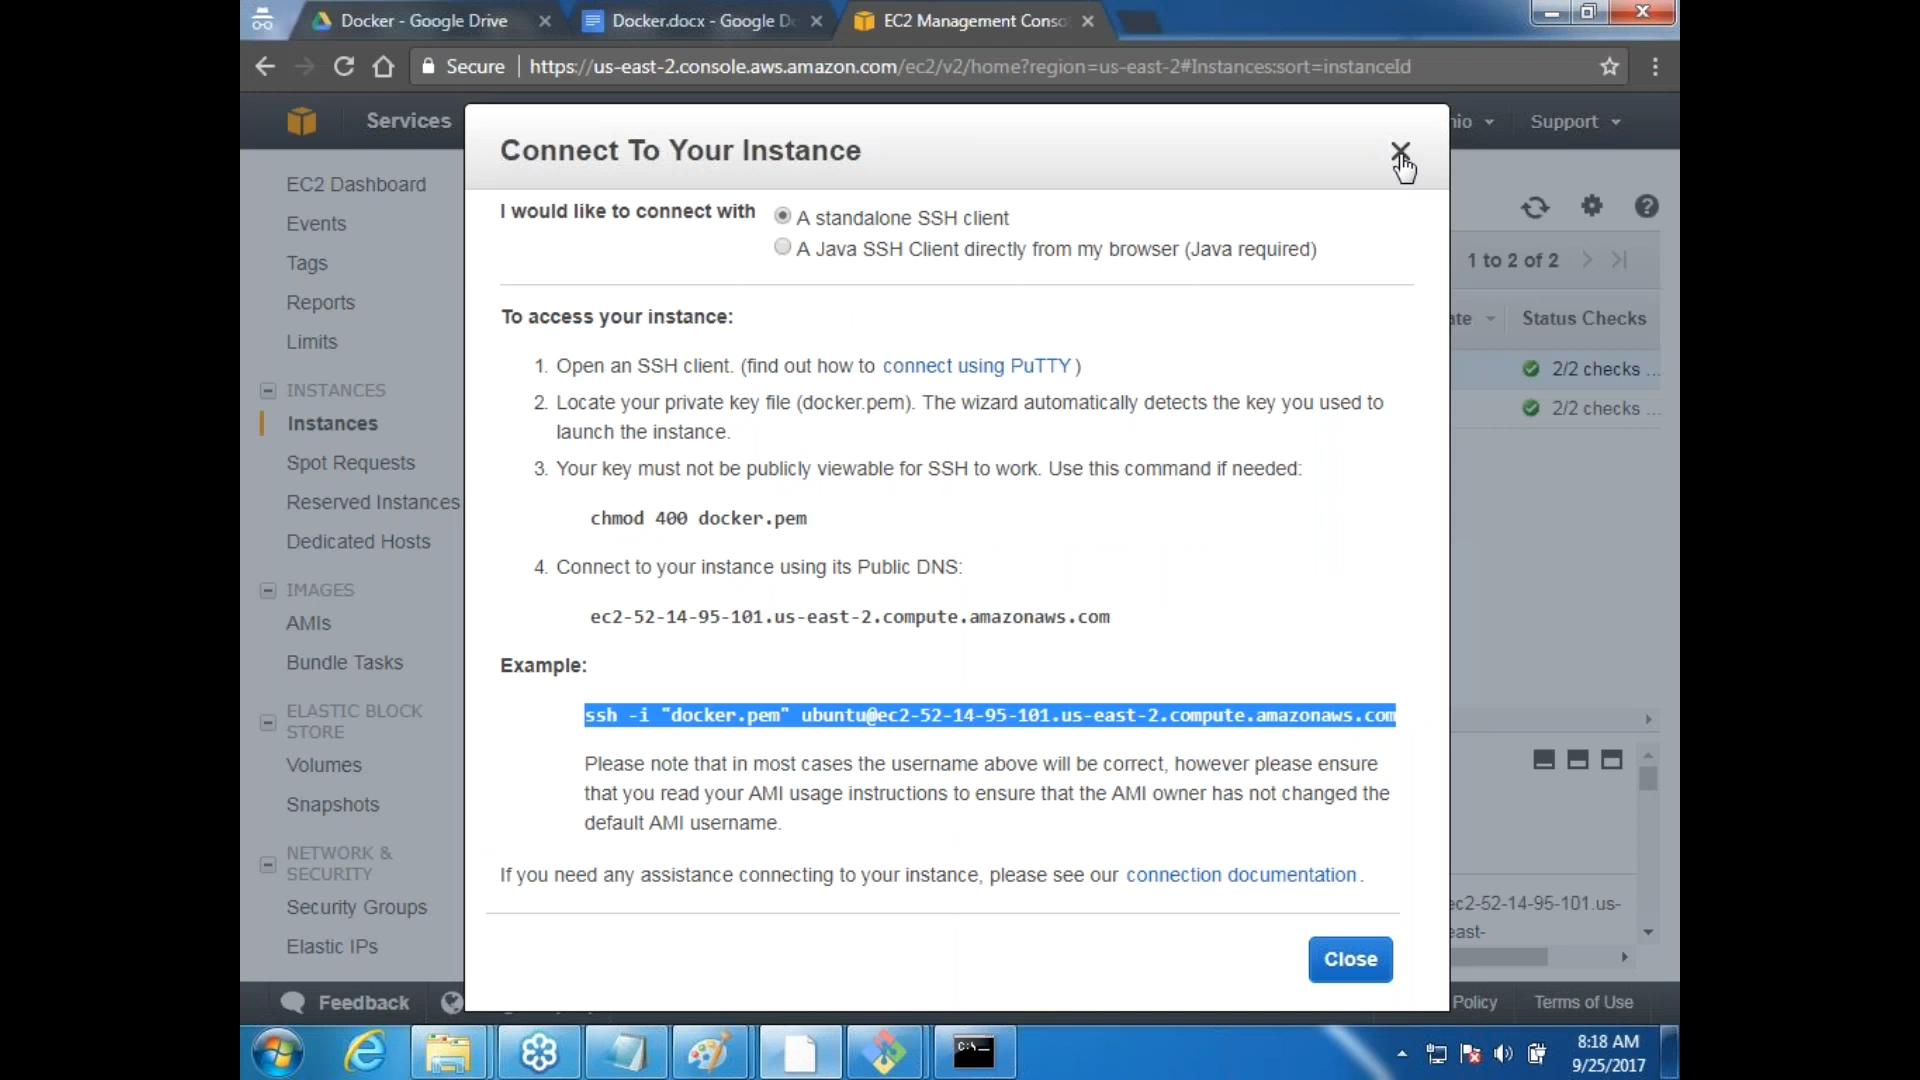 Docker - Google Drive
Docker.docx - Google D
EC2 Management Conso
Secure
https://us-east-2.console.aws.amazon.com/ec2/v2/home?region=us-east-2#Instances:sort=instanceId
Services
Support
Connect To Your Instance
I would like to connect with
A standalone SSH client
A Java SSH Client directly from my browser (Java required)
To access your instance:
1. Open an SSH client. (find out how to connect using PuTTY)
2. Locate your private key file (docker.pem). The wizard automatically detects the key you used to
launch the instance.
3. Your key must not be publicly viewable for SSH to work. Use this command if needed:
chmod 400 docker.pem
4. Connect to your instance using its Public DNS:
ec2-52-14-95-101.us-east-2.compute.amazonaws.com
Example:
ssh -i "docker.pem" ubuntu@ec2-52-14-95-101.us-east-2.compute.amazonaws.com
Please note that in most cases the username above will be correct, however please ensure
that you read your AMI usage instructions to ensure that the AMI owner has not changed the
default AMI username.
If you need any assistance connecting to your instance, please see our connection documentation.
Close
EC2 Dashboard
Events
Tags
Reports
Limits
INSTANCES
Instances
Spot Requests
Reserved Instances
Dedicated Hosts
IMAGES
AMIs
Bundle Tasks
ELASTIC BLOCK
STORE
Volumes
Snapshots
NETWORK &
SECURITY
Security Groups
Elastic IPs
1 to 2 of 2
ate
Status Checks
2/2 checks ...
2/2 checks ...
ec2-52-14-95-101.us-
east-
Feedback
Policy
Terms of Use
C:\
8:18 AM
9/25/2017